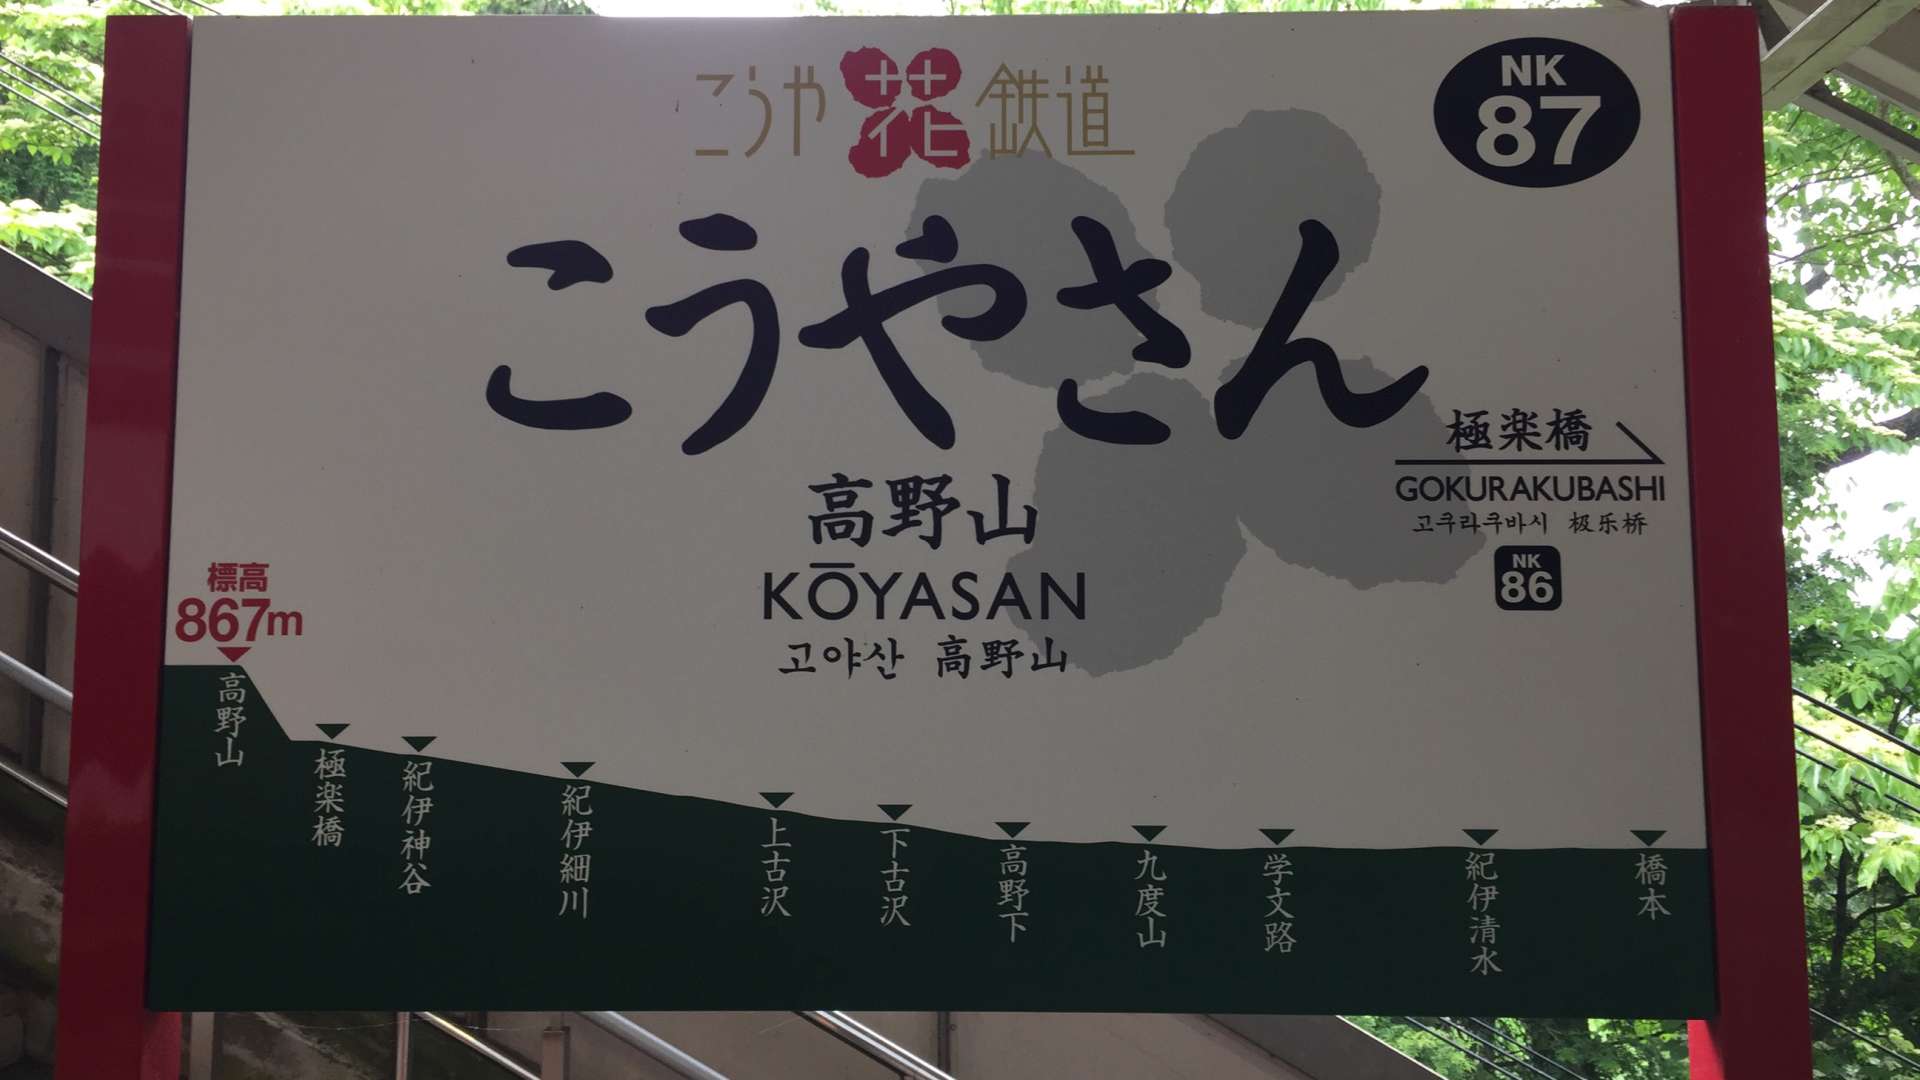 こうや花鉄道
NK
87
こうやさん
高野山
KŌYASAN
고야산 高野山
極楽橋
GOKURAKUBASHI
고쿠라쿠바시 极乐桥
NK
86
標高
867m
高野山
極楽橋
紀伊神谷
紀伊細川
上古沢
下古沢
高野下
九度山
学文路
紀伊清水
橋本